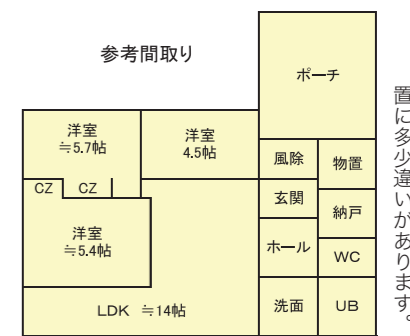 参考間取り
ポーチ
洋室
≒5.7帖
洋室
4.5帖
風除
物置
CZ
CZ
玄関
納戸
洋室
≒5.4帖
ホール
WC
LDK ≒14帖
洗面
UB
置に多少違いがあります。